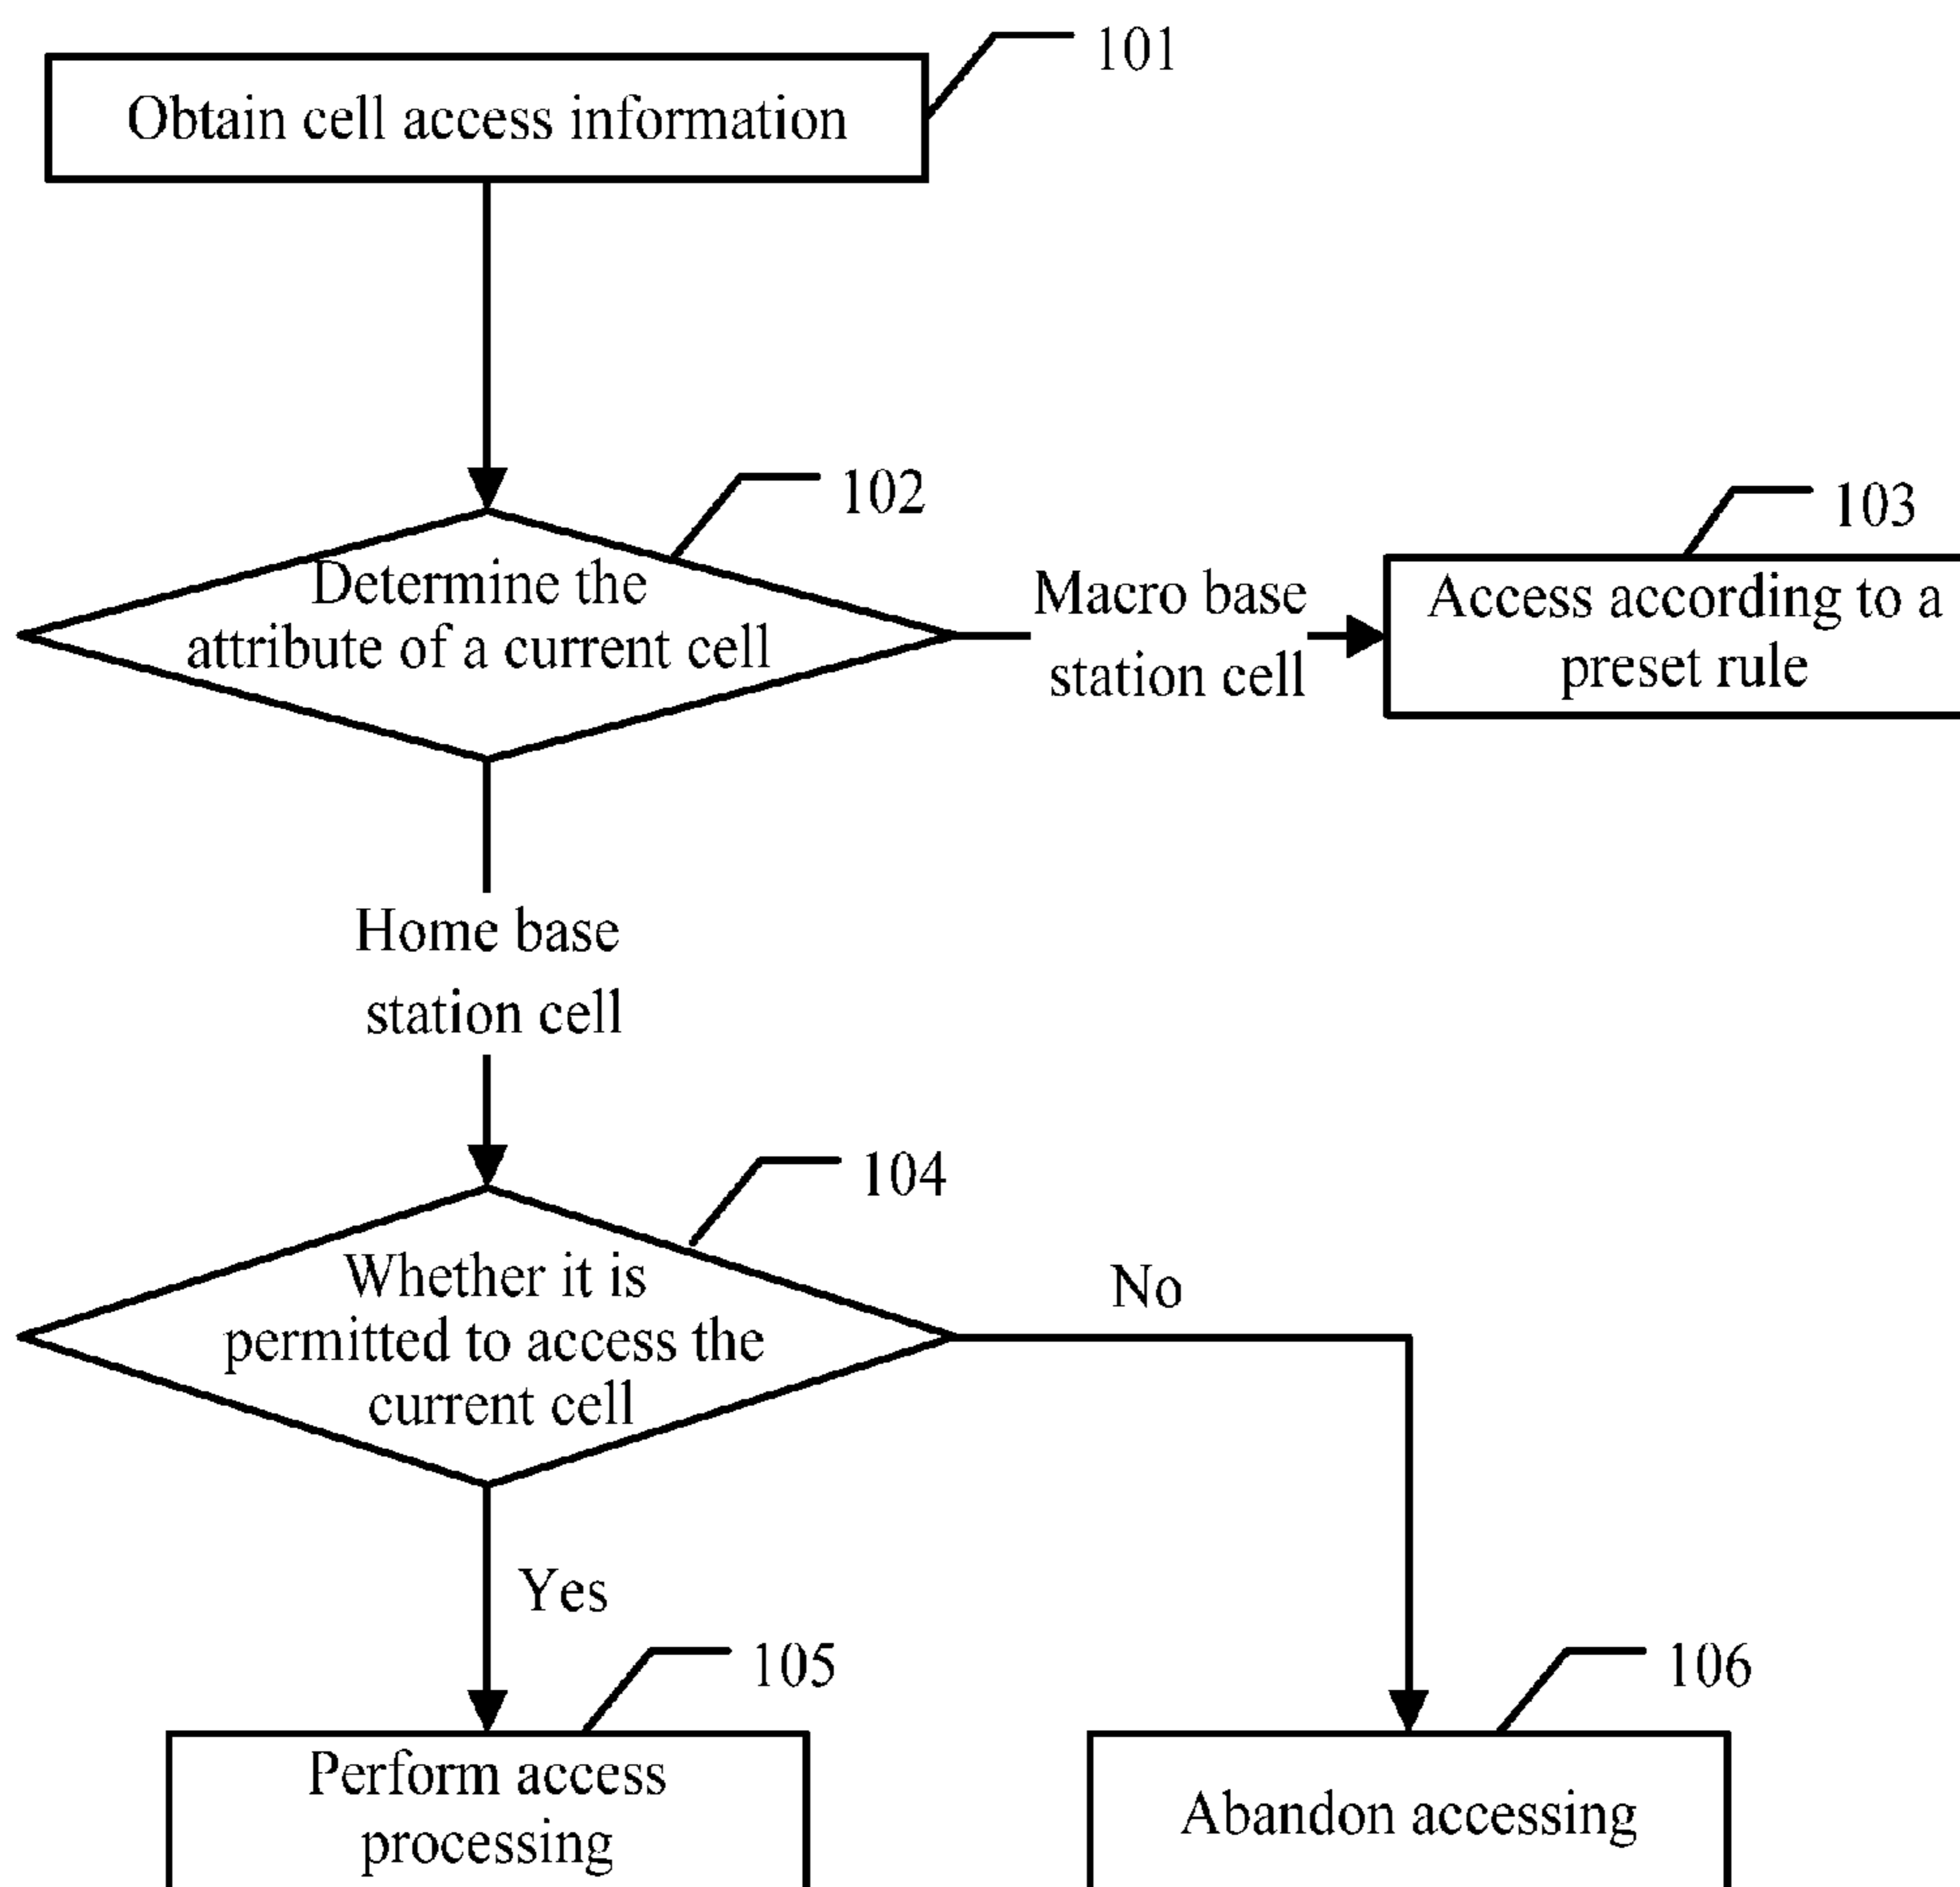 101
Obtain cell access information
102
Determine the
attribute of a current cell
Macro base
station cell
103
Access according to a
preset rule
Home base
station cell
104
Whether it is
permitted to access the
current cell
No
Yes
105
Perform access
processing
106
Abandon accessing